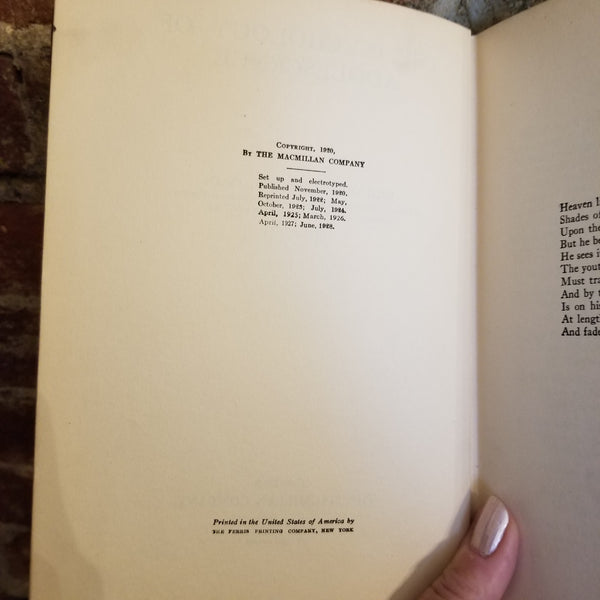 COPYRIGHT, 1920,
BY THE MACMILLAN COMPANY
Set up and electrotyped.
Published November, 1920.
Reprinted July, 1922; May,
October, 1923; July, 1924.
April, 1925; March, 1926.
April, 1927; June, 1928.
Printed in the United States of America by
THE FERRIS PRINTING COMPANY, NEW YORK
Heaven l
Shades of
Upon the
But he be
He sees i
The yout
Must tra
And by t
Is on his
At lengt
And fade